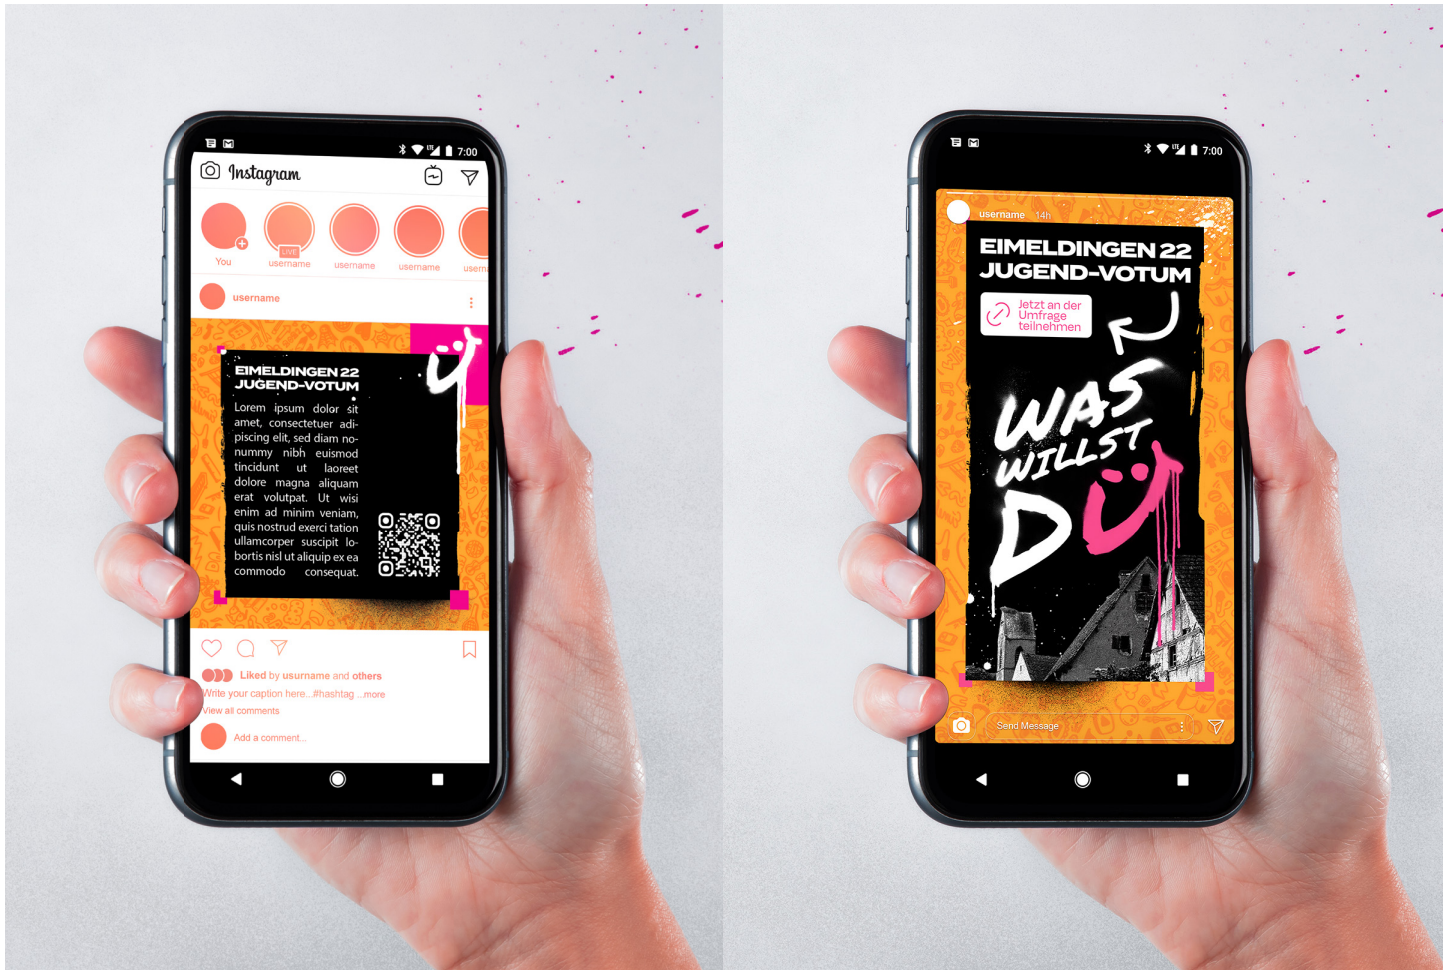 7:00
Instagram
You
LIVE
username
username
username
usern
username
EIMELDINGEN 22
JUGEND-VOTUM
Lorem ipsum dolor sit
amet, consectetuer adi-
piscing elit, sed diam no-
nummy nibh euismod
tincidunt ut laoreet
dolore magna aliquam
erat volutpat. Ut wisi
enim ad minim veniam,
quis nostrud exerci tation
ullamcorper suscipit lo-
bortis nisl ut aliquip ex ea
commodo consequat.
Liked by usurname and others
Write your caption here...#hashtag ...more
View all comments
Add a comment...
LTE 7:00
username 14h
EIMELDINGEN 22
JUGEND-VOTUM
Jetzt an der
Umfrage
teilnehmen
WAS
WILLST
DÜ
Send Message